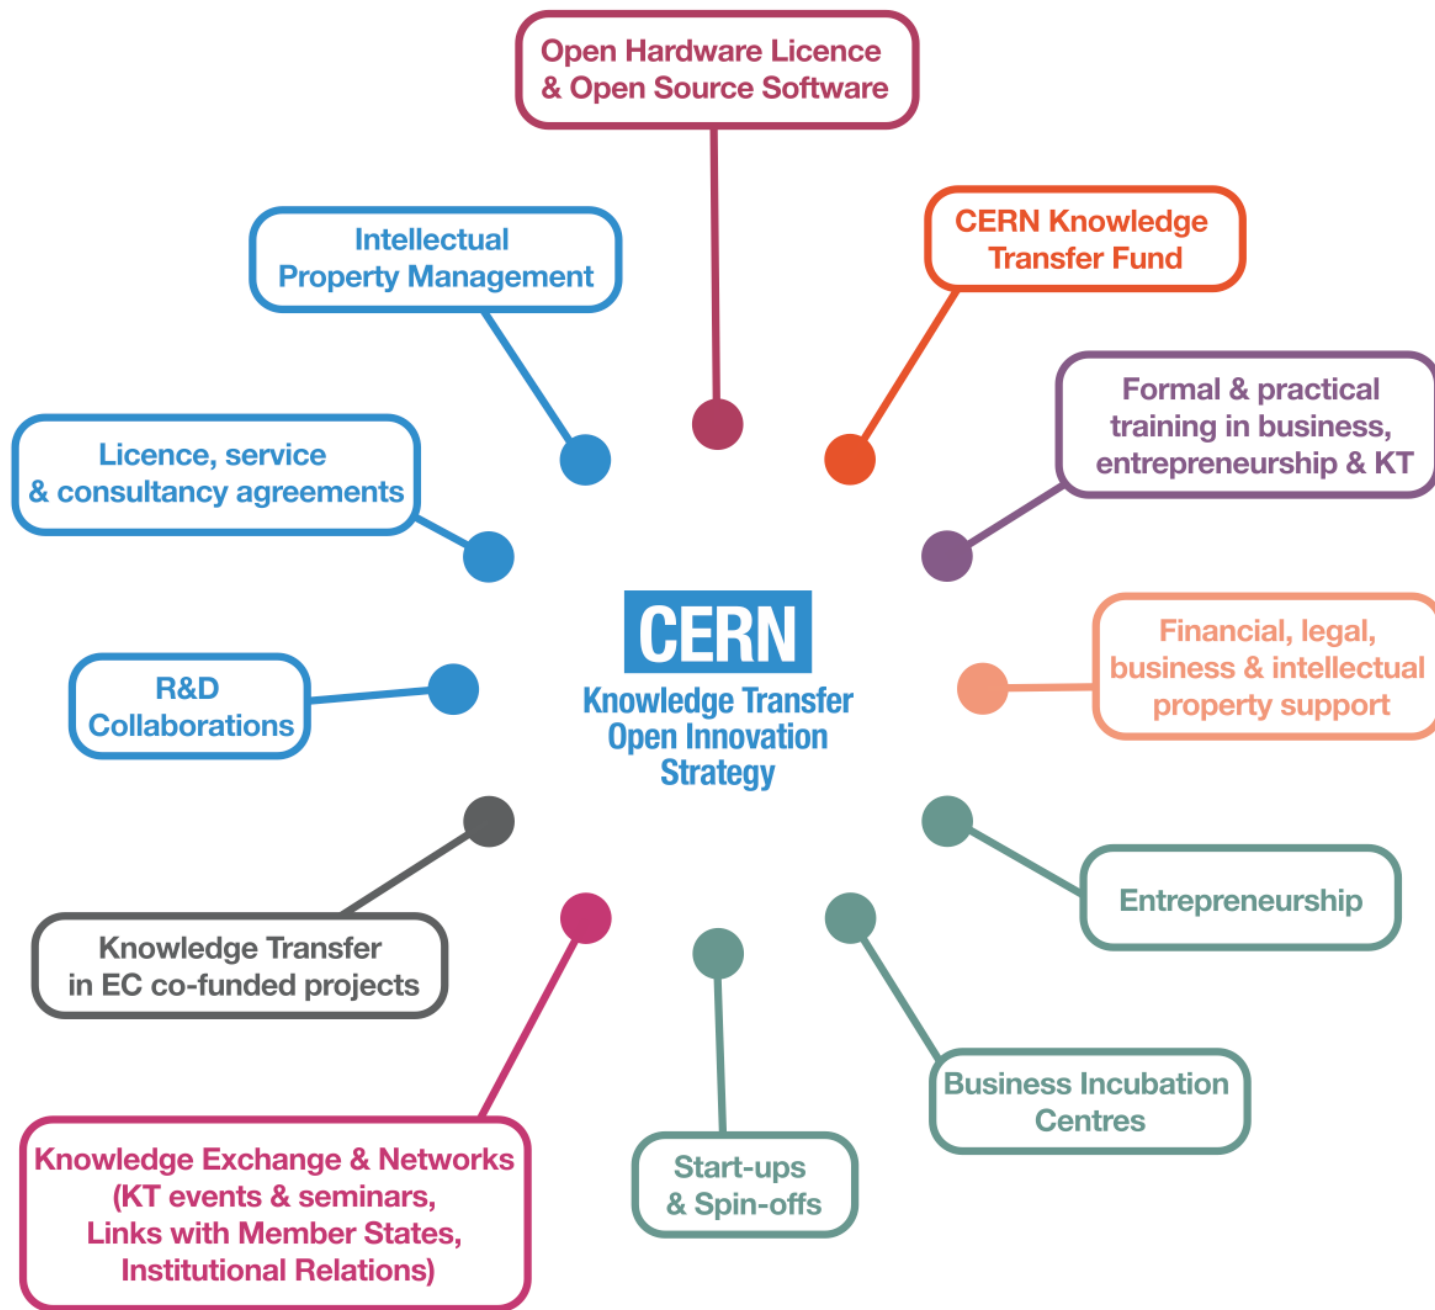 Open Hardware Licence
& Open Source Software
CERN Knowledge
Transfer Fund
Intellectual
Property Management
Formal & practical
training in business,
entrepreneurship & KT
Licence, service
& consultancy agreements
CERN
Knowledge Transfer
Open Innovation
Strategy
Financial, legal,
business & intellectual
property support
R&D
Collaborations
Entrepreneurship
Knowledge Transfer
in EC co-funded projects
Business Incubation
Centres
Start-ups
& Spin-offs
Knowledge Exchange & Networks
(KT events & seminars,
Links with Member States,
Institutional Relations)